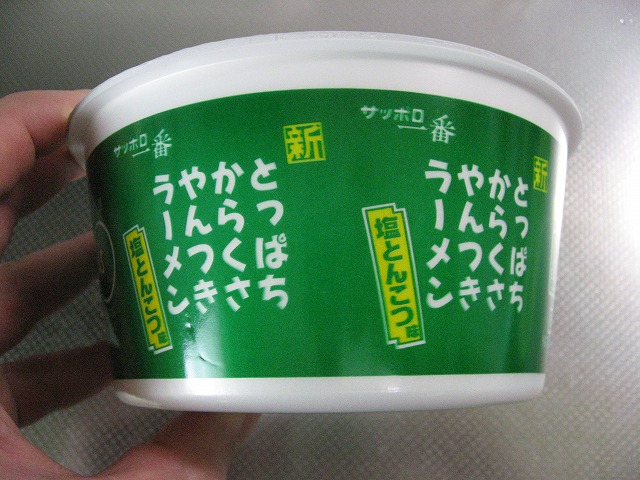 サッポロ一番
新
とっぱち
からくさ
やんつき
ラーメン
塩とんこつ味
サッポロ一番
新
とっぱち
からくさ
やんつき
ラーメン
塩とんこつ味